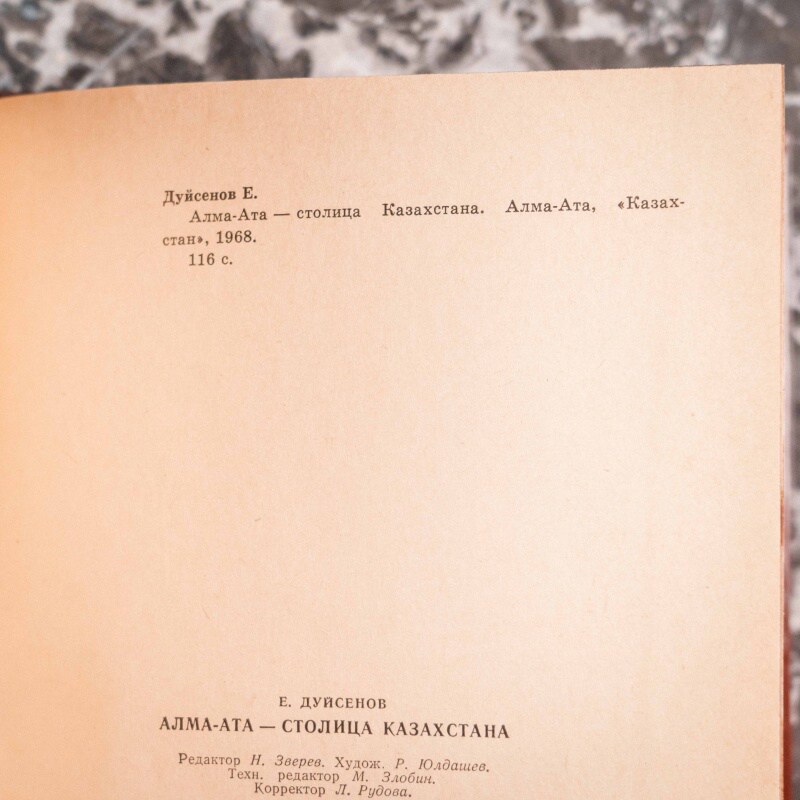 Дуйсенов Е.
Алма-Ата — столица Казахстана. Алма-Ата, «Казах-
стан», 1968.
116 с.
Е. ДУЙСЕНОВ
АЛМА-АТА — СТОЛИЦА КАЗАХСТАНА
Редактор Н. Зверев. Худож. Р. Юлдашев.
Техн. редактор М. Злобин.
Корректор Л. Рудова.